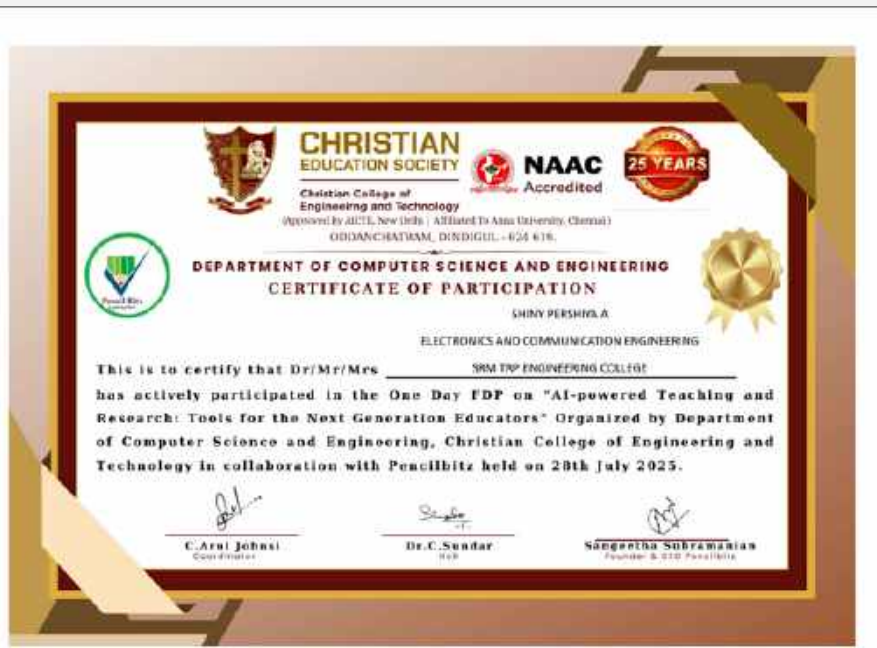 CHRISTIAN
EDUCATION SOCIETY
Christian College of
Engineeirng and Technology
NAAC
Accredited
25 YEARS
(Approved by AICTE, New Delhi | Affiliated To Anna University, Chennai)
ODDANCHATRAM, DINDIGUL - 624 619.
DEPARTMENT OF COMPUTER SCIENCE AND ENGINEERING
CERTIFICATE OF PARTICIPATION
SHINY PERSHIYA A
ELECTRONICS AND COMMUNICATION ENGINEERING
This is to certify that Dr/Mr/Mrs SRM TRP ENGINEERING COLLEGE
has actively participated in the One Day FDP on "AI-powered Teaching and
Research: Tools for the Next Generation Educators" Organized by Department
of Computer Science and Engineering, Christian College of Engineering and
Technology in collaboration with Pencilbitz held on 28th July 2025.
C.Arul Johnsi
Coordinator
Dr.C.Sundar
HoD
Sangeetha Subramanian
Founder & CTO Pencilbitz